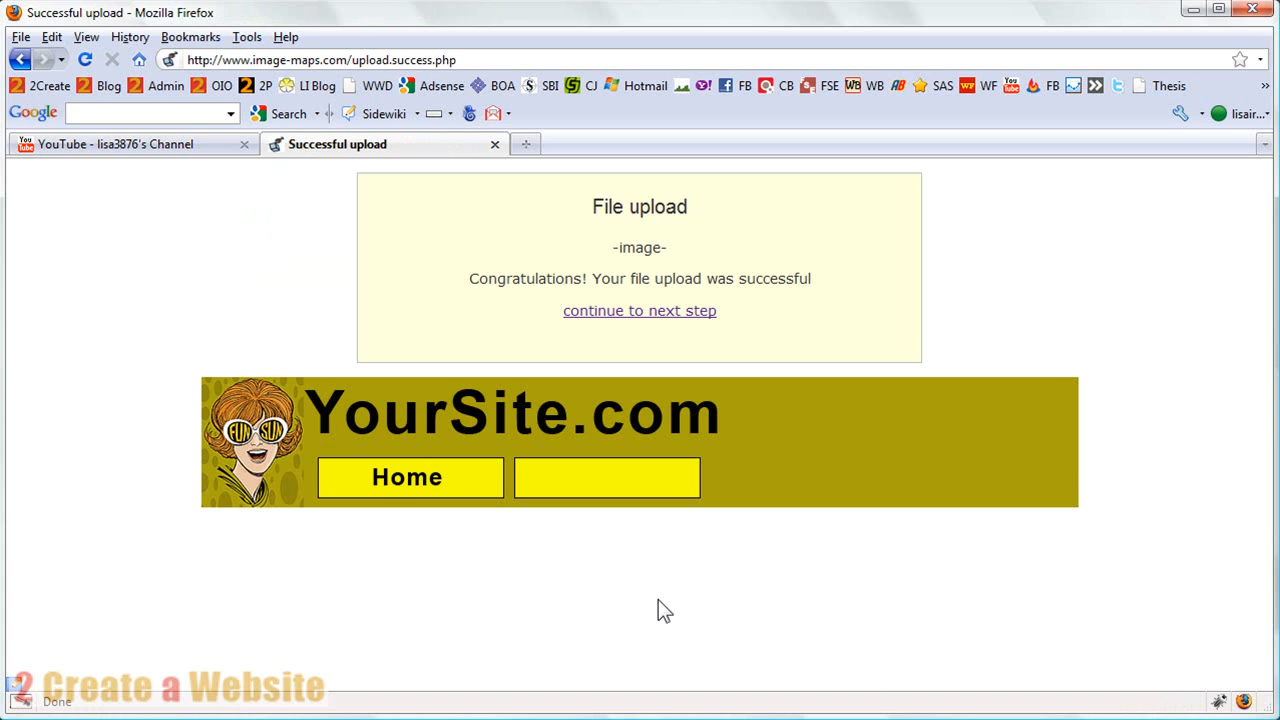 Successful upload - Mozilla Firefox
File Edit View History Bookmarks Tools Help
http://www.image-maps.com/upload.success.php
2Create Blog Admin OIO 2P LI Blog WWD Adsense BOA SBI CJ Hotmail FB CB FSE WB AB SAS WF FB Thesis
Google Search Sidewiki lisair...
YouTube - lisa3876's Channel Successful upload
File upload
-image-
Congratulations! Your file upload was successful
continue to next step
FUN SUN
YourSite.com
Home
2 Create a Website
Done